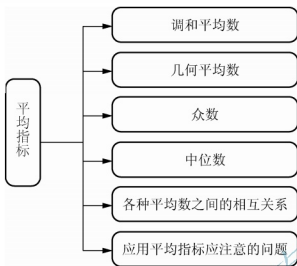 平均指标
调和平均数
几何平均数
众数
中位数
各种平均数之间的相互关系
应用平均指标应注意的问题